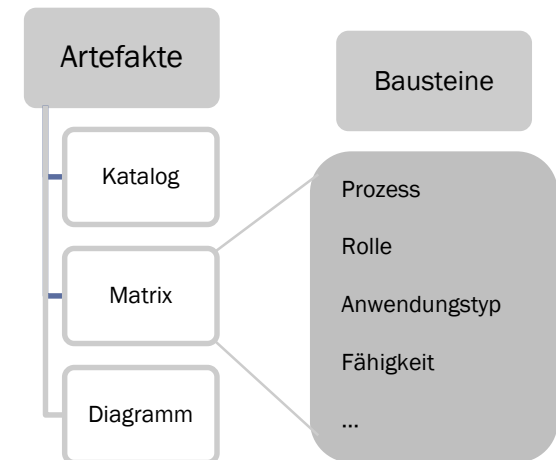 Artefakte
Katalog
Matrix
Diagramm
Bausteine
Prozess
Rolle
Anwendungstyp
Fähigkeit
...